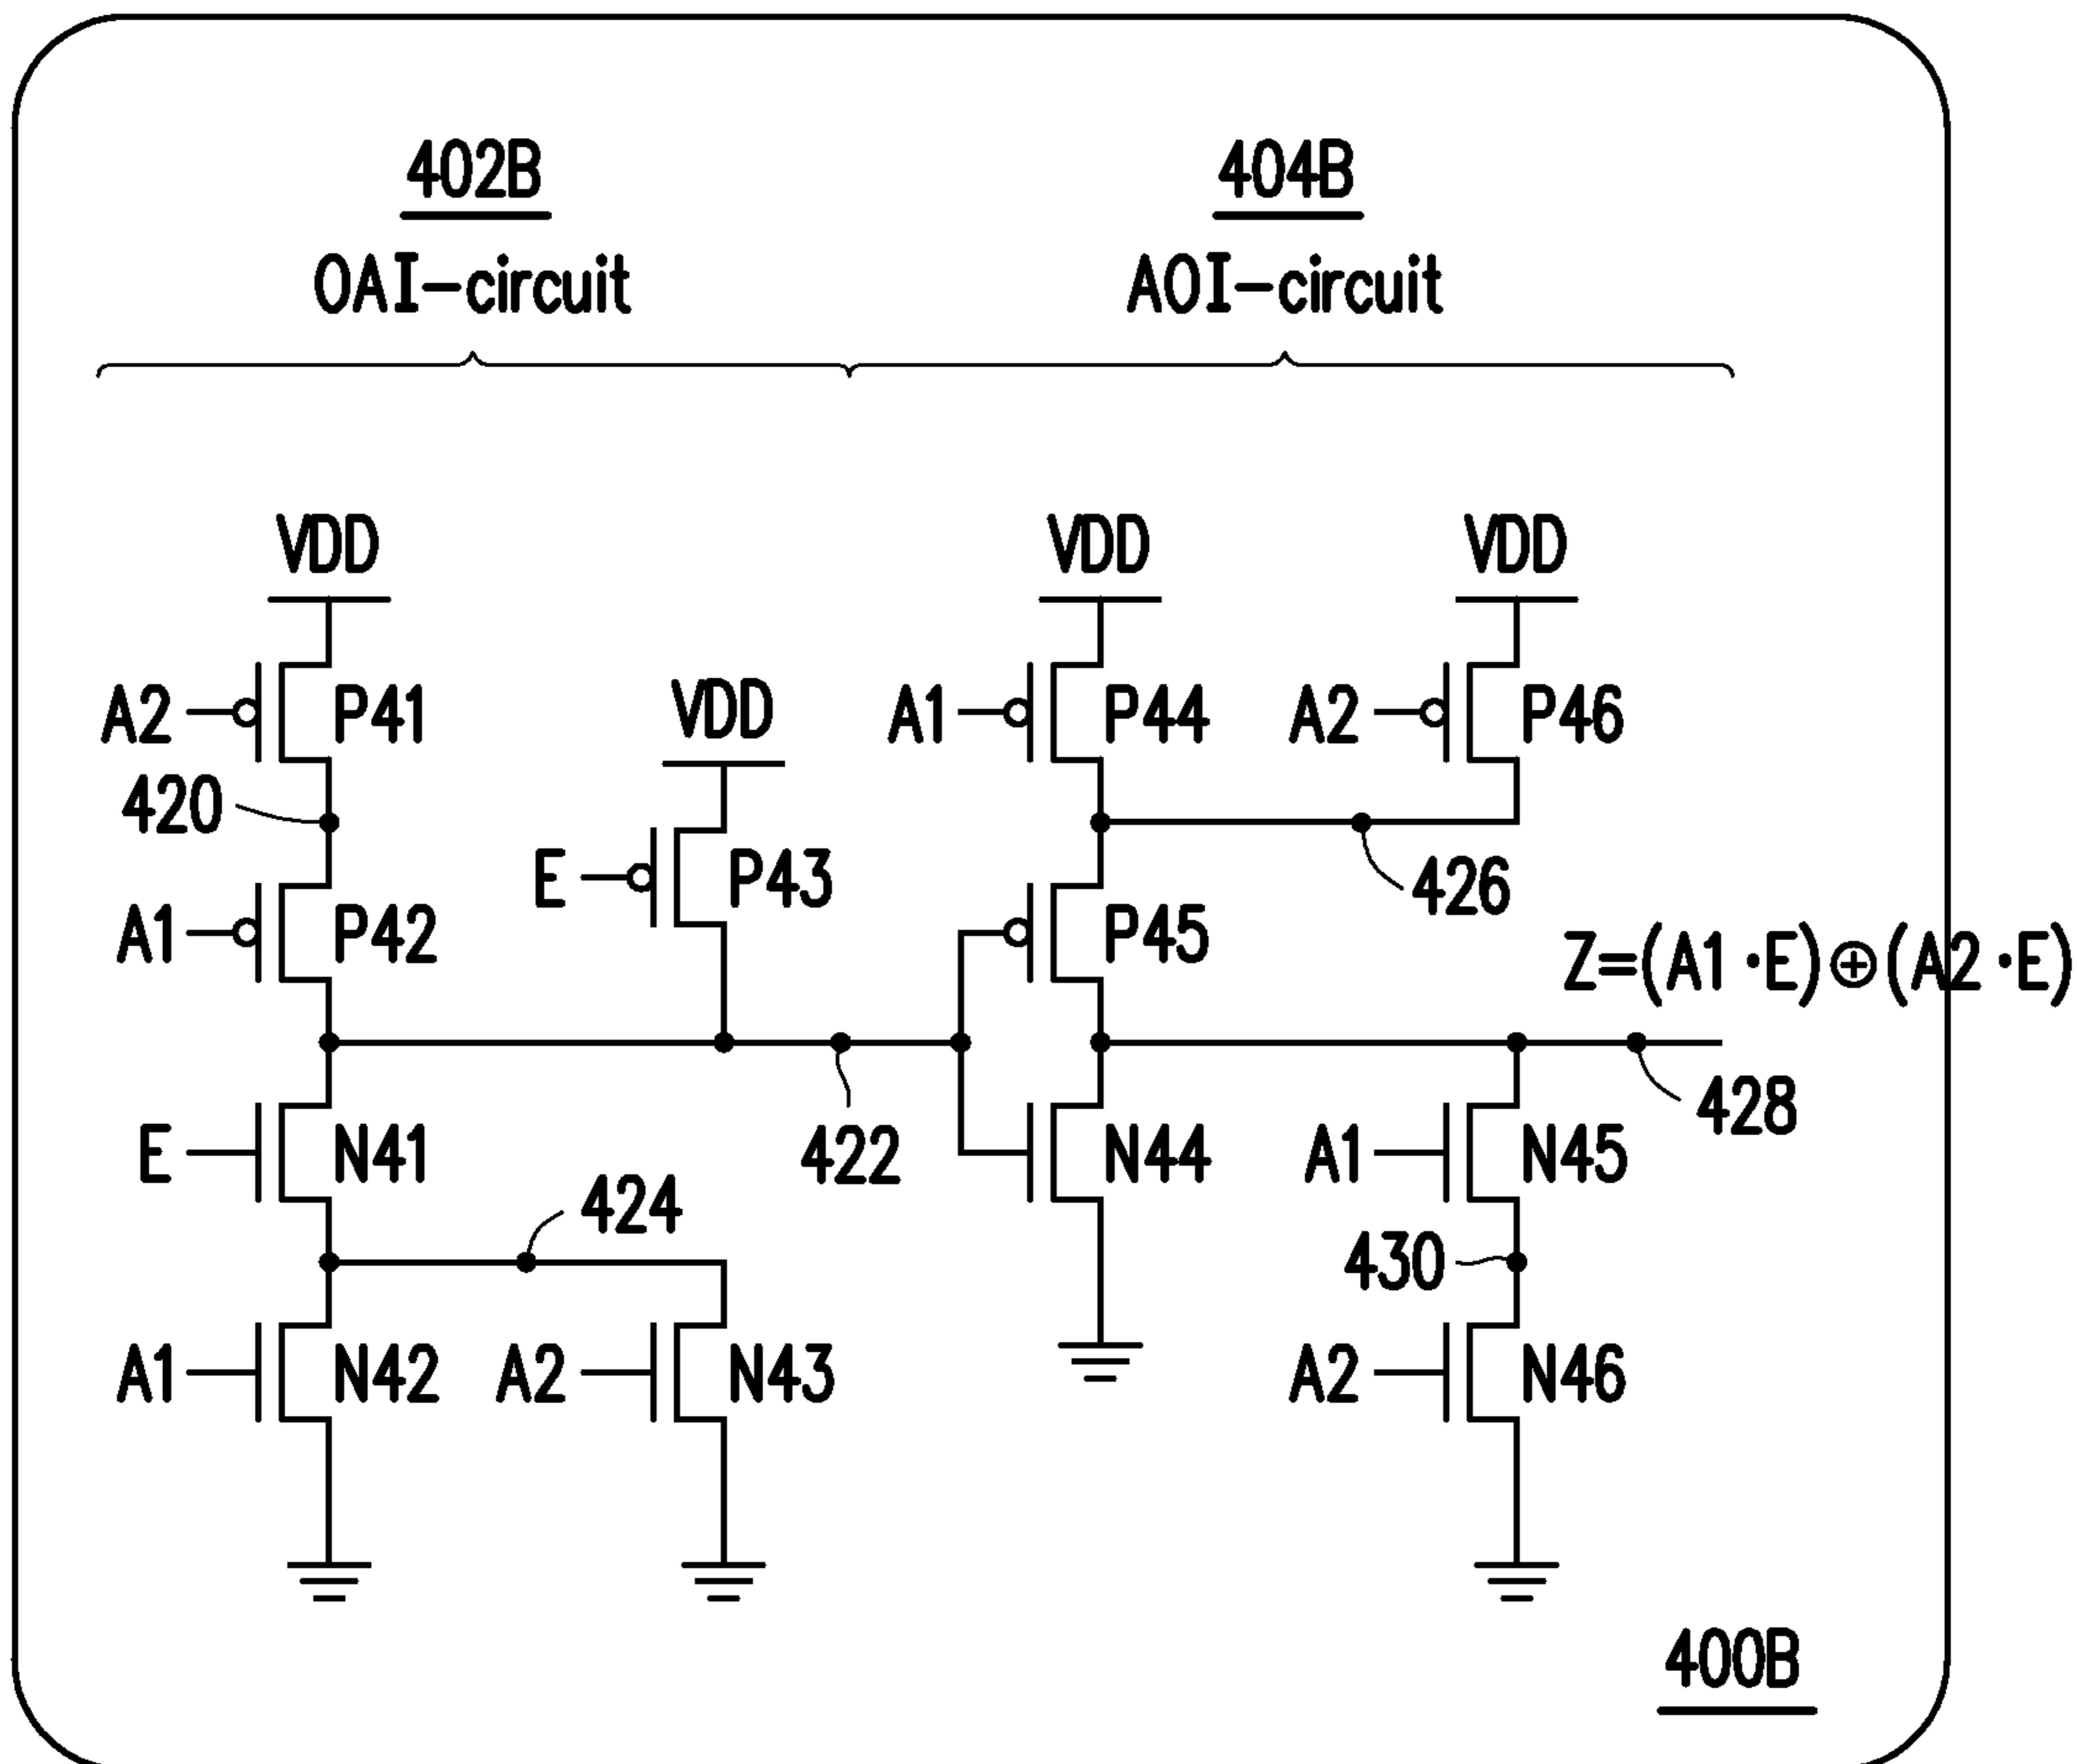 402B
OAI-circuit
404B
AOI-circuit
VDD
VDD
VDD
VDD
A2
P41
A1
P44
A2
P46
420
E
P43
426
A1
P42
P45
Z=(A1·E)⊕(A2·E)
E
N41
422
N44
A1
N45
428
424
430
A1
N42
A2
N43
A2
N46
400B